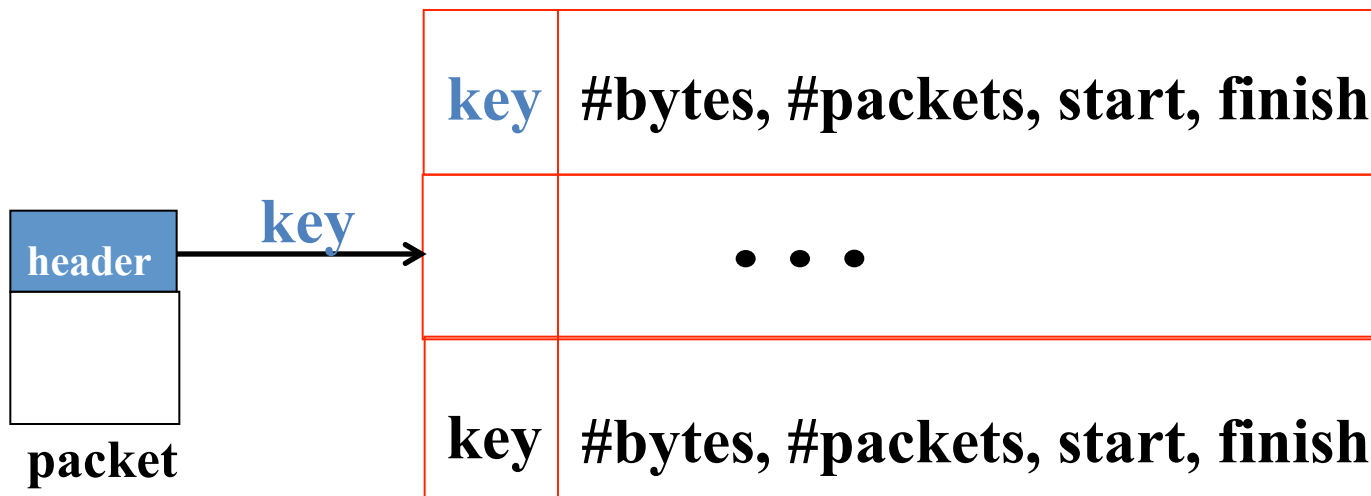 key #bytes, #packets, start, finish
key
header
• • •
key #bytes, #packets, start, finish
packet